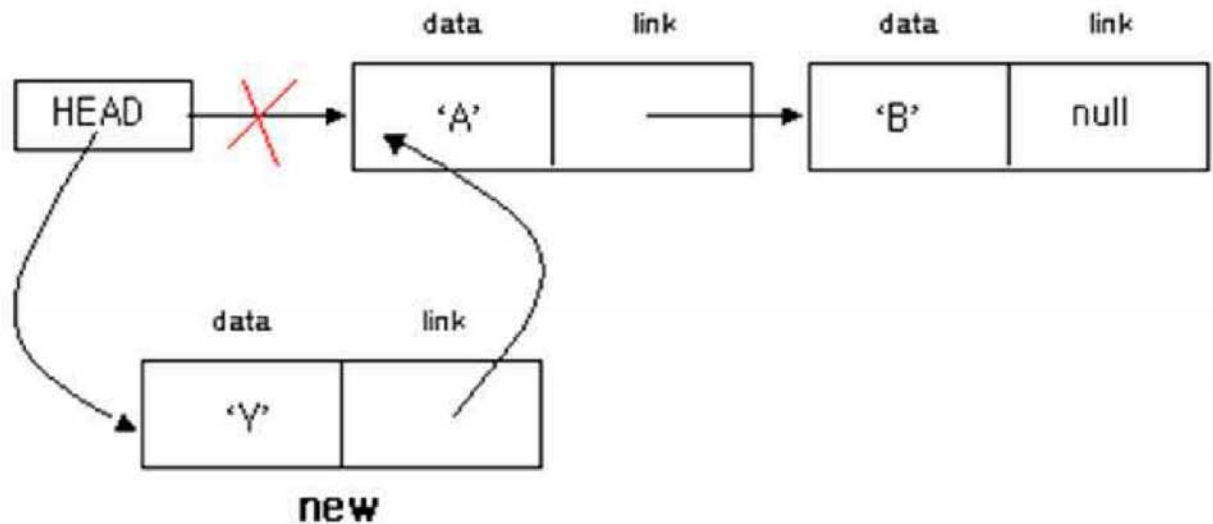 data link data link
HEAD ‘A’ ‘B’ null
data link
‘Y’
new